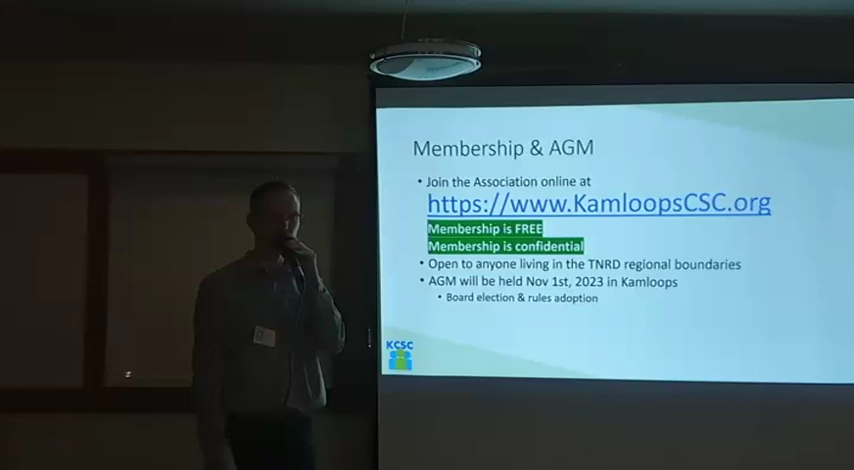 Membership & AGM
• Join the Association online at
https://www.KamloopsCSC.org
Membership is FREE
Membership is confidential
• Open to anyone living in the TNRD regional boundaries
• AGM will be held Nov 1st, 2023 in Kamloops
• Board election & rules adoption
KCSC